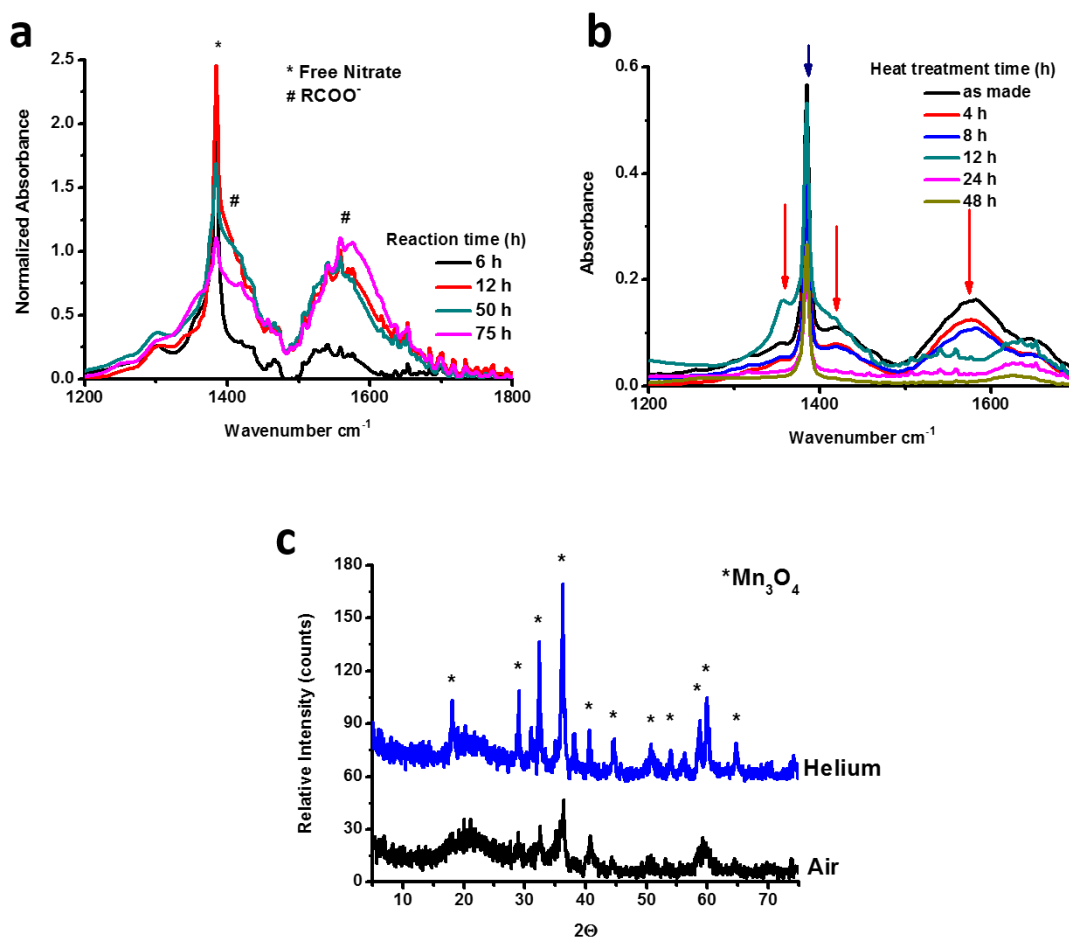 a
*
* Free Nitrate
# RCOO⁻
#
#
Normalized Absorbance
2.5
2.0
1.5
1.0
0.5
0.0
Reaction time (h)
6 h
12 h
50 h
75 h
1200 1400 1600 1800
Wavenumber cm⁻¹
b
Absorbance
0.6
0.4
0.2
0.0
Heat treatment time (h)
as made
4 h
8 h
12 h
24 h
48 h
1200 1400 1600
Wavenumber cm⁻¹
c
*Mn₃O₄
* * * * * * * * * * *
Relative Intensity (counts)
180
150
120
90
60
30
0
Helium
Air
10 20 30 40 50 60 70
2Θ